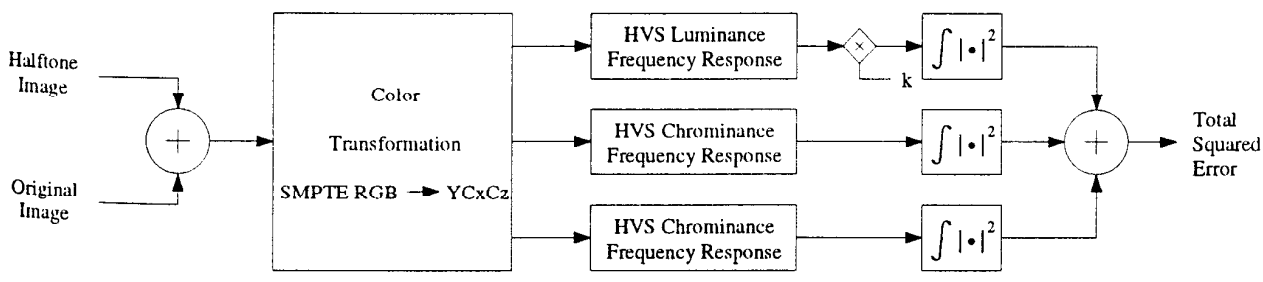 Halftone
Image
Original
Image
+
Color
Transformation
SMPTE RGB → YCxCz
HVS Luminance
Frequency Response
×
k
∫|•|²
HVS Chrominance
Frequency Response
∫|•|²
HVS Chrominance
Frequency Response
∫|•|²
+
Total
Squared
Error